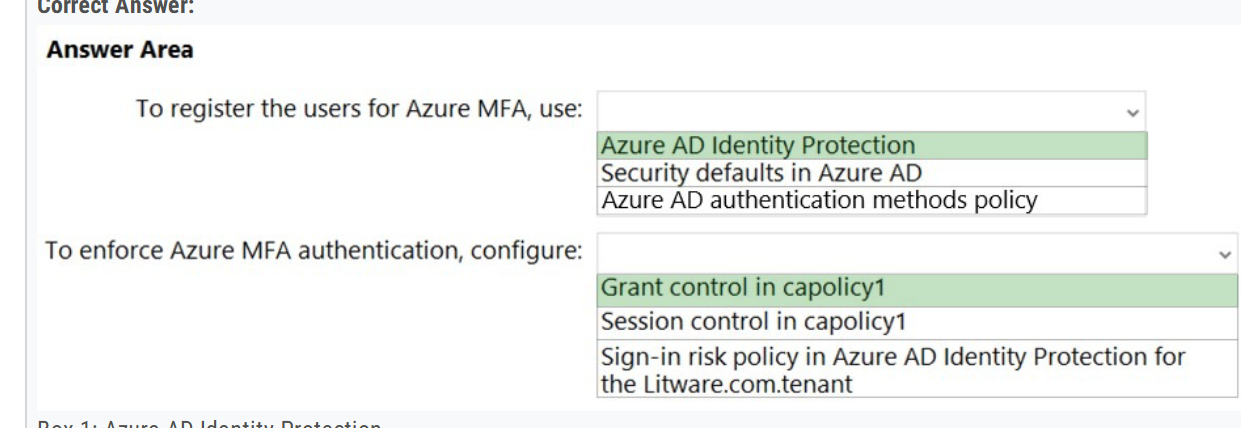 Correct Answer:
Answer Area
To register the users for Azure MFA, use:
Azure AD Identity Protection
Security defaults in Azure AD
Azure AD authentication methods policy
To enforce Azure MFA authentication, configure:
Grant control in capolicy1
Session control in capolicy1
Sign-in risk policy in Azure AD Identity Protection for
the Litware.com.tenant
Box 1: Azure AD Identity Protection